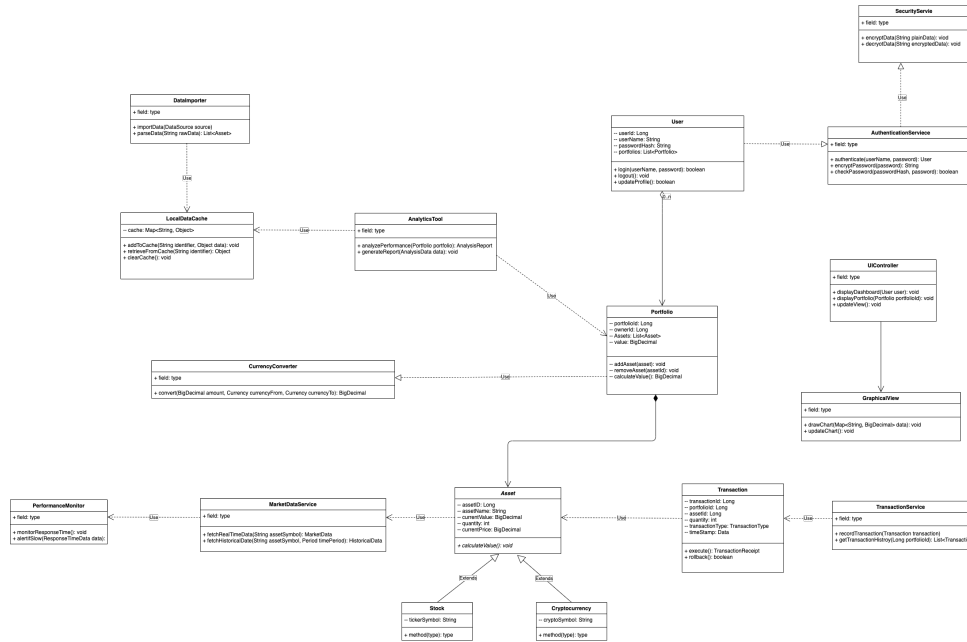 SecurityServie
+ field: type
+ encryptData(String plainData): viod
+ decryotData(String encryptedData): void
Use
DataImporter
+ field: type
+ importData(DataSource source)
+ parseData(String rawData): List<Asset>
Use
User
-- userId: Long
-- userName: String
-- passwordHash: String
-- portfolios: List<Portfolio>
+ login(userName, password): boolean
+ logout(): void
+ updateProfile(): boolean
Use
AuthenticationServiece
+ field: type
+ authenticate(userName, password): User
+ encryptPassword(password): String
+ checkPassword(passwordHash, password): boolean
LocalDataCache
-- cache: Map<String, Object>
+ addToCache(String identifier, Object data): void
+ retrieveFromCache(String identifier): Object
+ clearCache(): void
Use
AnalyticsTool
+ field: type
+ analyzePerformance(Portfolio portfolio): AnalysisReport
+ generateReport(AnalysisData data): void
Use
UIController
+ field: type
+ displayDashboard(User user): void
+ displayPortfolio(Portfolio portfolioId): void
+ updateView(): void
Portfolio
-- portfolioId: Long
-- ownerId: Long
-- Assets: List<Asset>
-- value: BigDecimal
-- addAsset(asset): void
-- removeAsset(assetId): void
-- calculateValue(): BigDecimal
CurrencyConverter
+ field: type
+ convert(BigDecimal amount, Currency currencyFrom, Currency currencyTo): BigDecimal
Use
GraphicalView
+ field: type
+ drawChart(Map<String, BigDecimal> data): void
+ updateChart(): void
PerformanceMonitor
+ field: type
+ monitorResponseTime(): void
+ alertifSlow(ResponseTimeData data):
Use
MarketDataService
+ field: type
+ fetchRealTimeData(String assetSymbol): MarketData
+ fetchHistoricalDate(String assetSymbol, Period timePeriod): HistoricalData
Use
Asset
-- assetID: Long
-- assetName: String
-- currentValue: BigDecimal
-- quantity: int
-- currentPrice: BigDecimal
+ calculateValue(): void
Use
Transaction
-- transactionId: Long
-- portfolioId: Long
-- assetId: Long
-- quantity: int
-- transactionType: TransactionType
-- timeStamp: Data
+ execute(): TransactionReceipt
+ rollback(): boolean
Use
TransactionService
+ field: type
+ recordTransaction(Transaction transaction)
+ getTransactionHistroy(Long portfolioId): List<Transacti
Extends
Extends
Stock
-- tickerSymbol: String
+ method(type): type
Cryptocurrency
-- cryptoSymbol: String
+ method(type): type